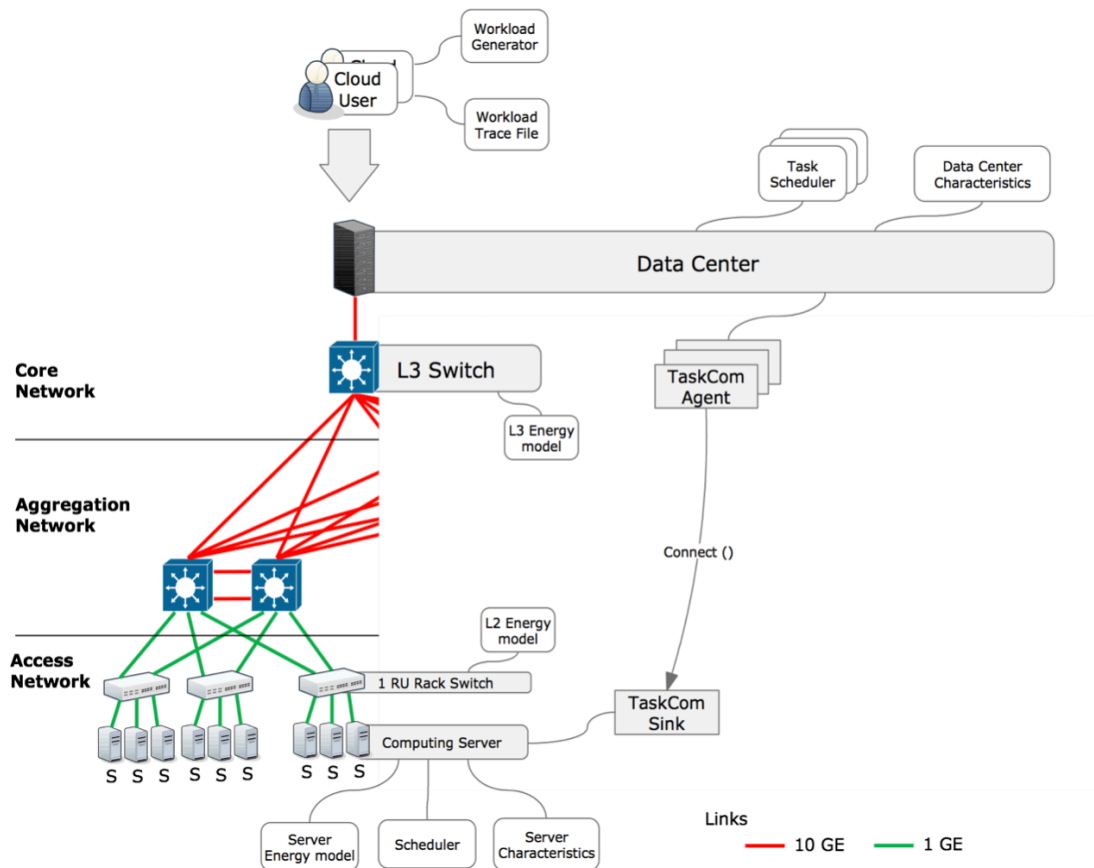 Workload
Generator
Cloud
Cloud
User
Workload
Trace File
Task
Scheduler
Data Center
Characteristics
Data Center
Core
Network
L3 Switch
TaskCom
Agent
L3 Energy
model
Aggregation
Network
Connect ()
L2 Energy
model
Access
Network
1 RU Rack Switch
TaskCom
Sink
Computing Server
S S S S S S S S S
Server
Energy model
Scheduler
Server
Characteristics
Links
10 GE
1 GE